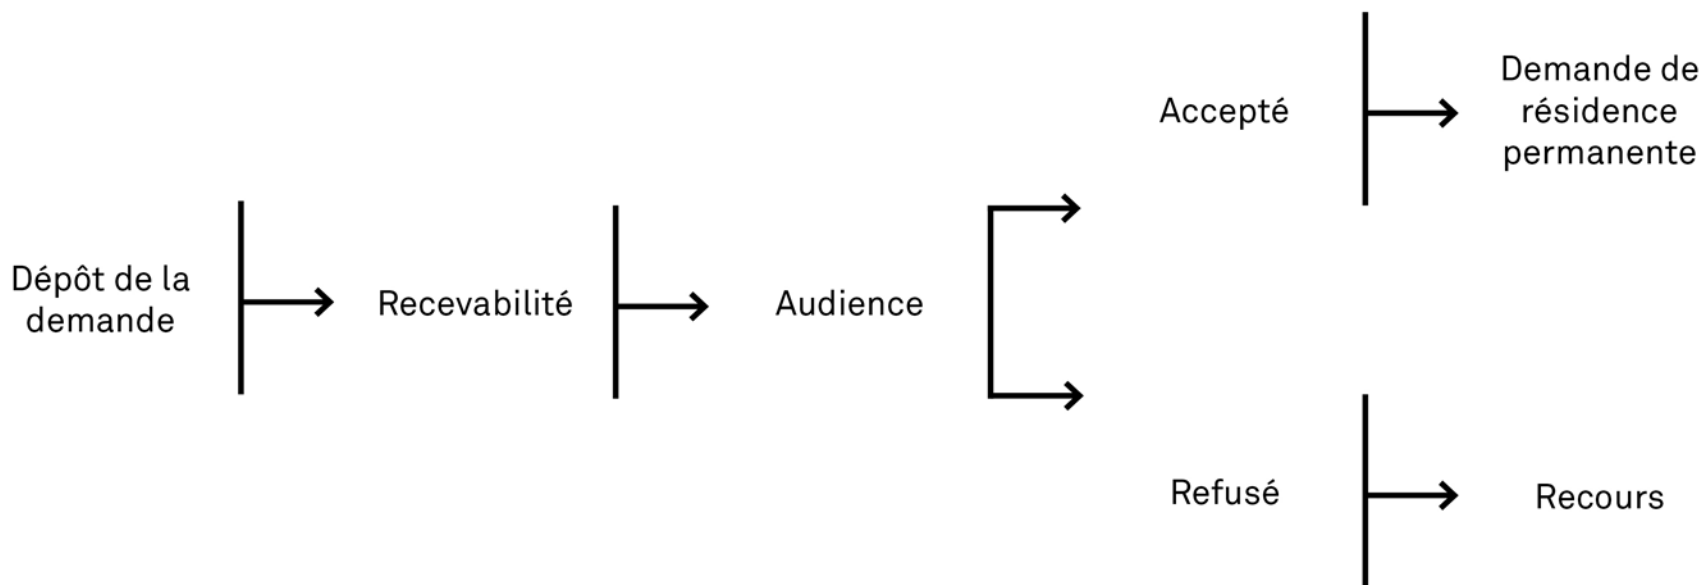 Dépôt de la
demande
Recevabilité
Audience
Accepté
Demande de
résidence
permanente
Refusé
Recours